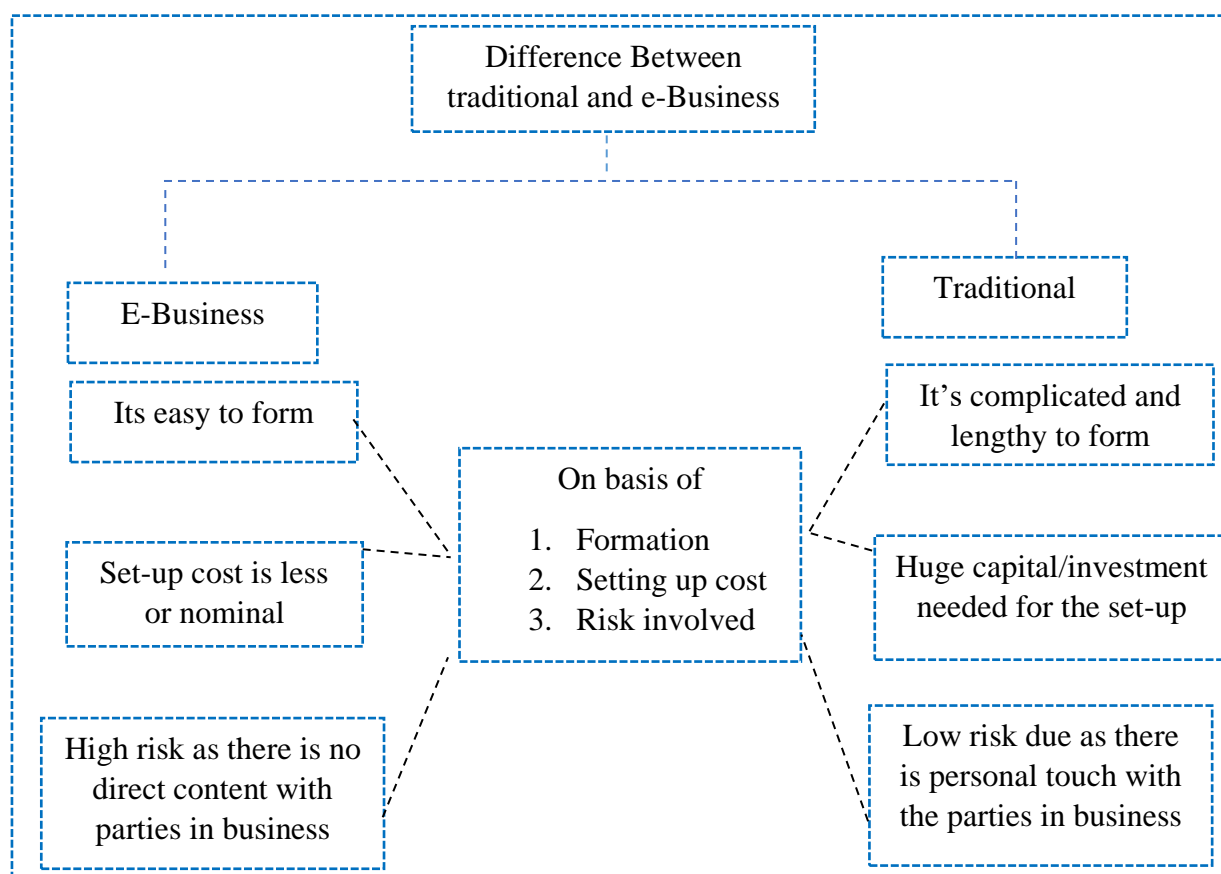 Difference Between
traditional and e-Business
E-Business
Traditional
Its easy to form
It’s complicated and
lengthy to form
On basis of
1. Formation
2. Setting up cost
3. Risk involved
Set-up cost is less
or nominal
Huge capital/investment
needed for the set-up
High risk as there is no
direct content with
parties in business
Low risk due as there
is personal touch with
the parties in business